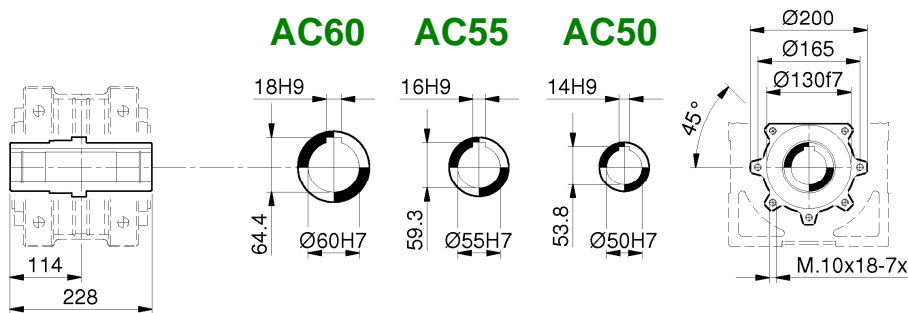 AC60 AC55 AC50
Ø200
Ø165
Ø130f7
18H9 16H9 14H9
45°
64.4 59.3 53.8
Ø60H7 Ø55H7 Ø50H7
114
M.10x18-7x
228